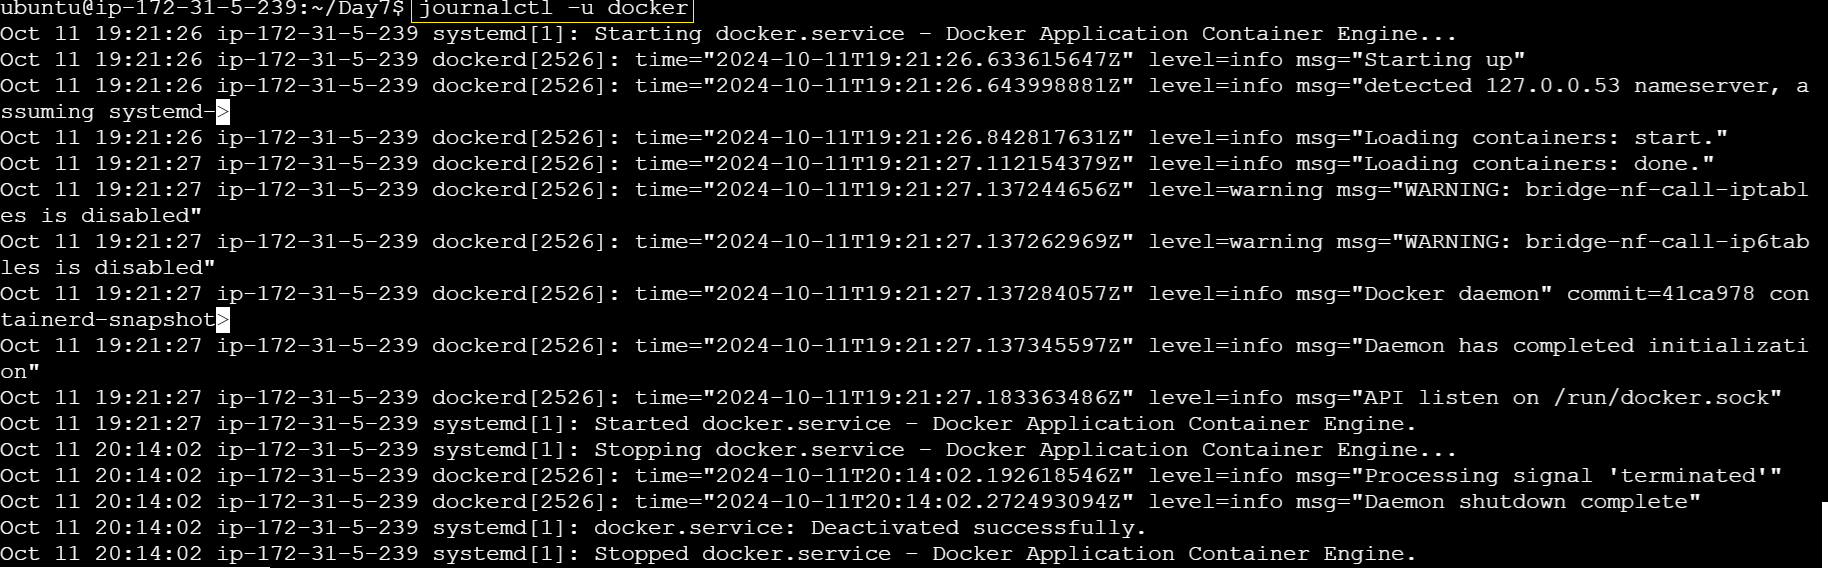 ubuntu@ip-172-31-5-239:~/Day7$ journalctl -u docker
Oct 11 19:21:26 ip-172-31-5-239 systemd[1]: Starting docker.service - Docker Application Container Engine...
Oct 11 19:21:26 ip-172-31-5-239 dockerd[2526]: time="2024-10-11T19:21:26.633615647Z" level=info msg="Starting up"
Oct 11 19:21:26 ip-172-31-5-239 dockerd[2526]: time="2024-10-11T19:21:26.643998881Z" level=info msg="detected 127.0.0.53 nameserver, a
ssuming systemd->
Oct 11 19:21:26 ip-172-31-5-239 dockerd[2526]: time="2024-10-11T19:21:26.842817631Z" level=info msg="Loading containers: start."
Oct 11 19:21:27 ip-172-31-5-239 dockerd[2526]: time="2024-10-11T19:21:27.112154379Z" level=info msg="Loading containers: done."
Oct 11 19:21:27 ip-172-31-5-239 dockerd[2526]: time="2024-10-11T19:21:27.137244656Z" level=warning msg="WARNING: bridge-nf-call-iptabl
es is disabled"
Oct 11 19:21:27 ip-172-31-5-239 dockerd[2526]: time="2024-10-11T19:21:27.137262969Z" level=warning msg="WARNING: bridge-nf-call-ip6tab
les is disabled"
Oct 11 19:21:27 ip-172-31-5-239 dockerd[2526]: time="2024-10-11T19:21:27.137284057Z" level=info msg="Docker daemon" commit=41ca978 con
tainerd-snapshot>
Oct 11 19:21:27 ip-172-31-5-239 dockerd[2526]: time="2024-10-11T19:21:27.137345597Z" level=info msg="Daemon has completed initializati
on"
Oct 11 19:21:27 ip-172-31-5-239 dockerd[2526]: time="2024-10-11T19:21:27.183363486Z" level=info msg="API listen on /run/docker.sock"
Oct 11 19:21:27 ip-172-31-5-239 systemd[1]: Started docker.service - Docker Application Container Engine.
Oct 11 20:14:02 ip-172-31-5-239 systemd[1]: Stopping docker.service - Docker Application Container Engine...
Oct 11 20:14:02 ip-172-31-5-239 dockerd[2526]: time="2024-10-11T20:14:02.192618546Z" level=info msg="Processing signal 'terminated'"
Oct 11 20:14:02 ip-172-31-5-239 dockerd[2526]: time="2024-10-11T20:14:02.272493094Z" level=info msg="Daemon shutdown complete"
Oct 11 20:14:02 ip-172-31-5-239 systemd[1]: docker.service: Deactivated successfully.
Oct 11 20:14:02 ip-172-31-5-239 systemd[1]: Stopped docker.service - Docker Application Container Engine.